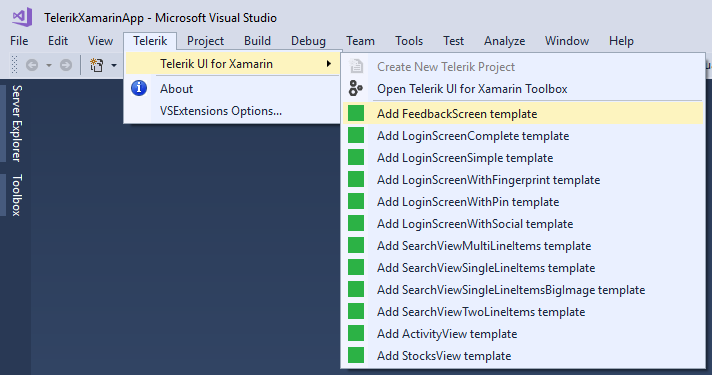 TelerikXamarinApp - Microsoft Visual Studio
File Edit View Telerik Project Build Debug Team Tools Test Analyze Window Help
Telerik UI for Xamarin
About
VSExtensions Options...
Create New Telerik Project
Open Telerik UI for Xamarin Toolbox
Add FeedbackScreen template
Add LoginScreenComplete template
Add LoginScreenSimple template
Add LoginScreenWithFingerprint template
Add LoginScreenWithPin template
Add LoginScreenWithSocial template
Add SearchViewMultiLineItems template
Add SearchViewSingleLineItems template
Add SearchViewSingleLineItemsBigImage template
Add SearchViewTwoLineItems template
Add ActivityView template
Add StocksView template
Server Explorer
Toolbox